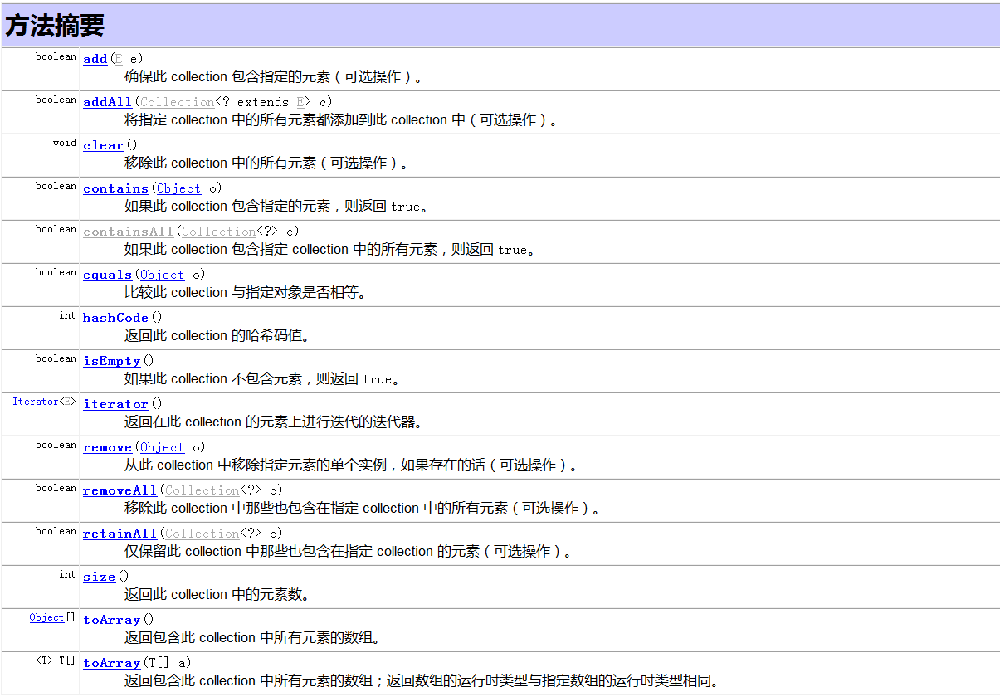 方法摘要
boolean add(E e)
确保此 collection 包含指定的元素（可选操作）。
boolean addAll(Collection<? extends E> c)
将指定 collection 中的所有元素都添加到此 collection 中（可选操作）。
void clear()
移除此 collection 中的所有元素（可选操作）。
boolean contains(Object o)
如果此 collection 包含指定的元素，则返回 true。
boolean containsAll(Collection<?> c)
如果此 collection 包含指定 collection 中的所有元素，则返回 true。
boolean equals(Object o)
比较此 collection 与指定对象是否相等。
int hashCode()
返回此 collection 的哈希码值。
boolean isEmpty()
如果此 collection 不包含元素，则返回 true。
Iterator<E> iterator()
返回在此 collection 的元素上进行迭代的迭代器。
boolean remove(Object o)
从此 collection 中移除指定元素的单个实例，如果存在的话（可选操作）。
boolean removeAll(Collection<?> c)
移除此 collection 中那些也包含在指定 collection 中的所有元素（可选操作）。
boolean retainAll(Collection<?> c)
仅保留此 collection 中那些也包含在指定 collection 的元素（可选操作）。
int size()
返回此 collection 中的元素数。
Object[] toArray()
返回包含此 collection 中所有元素的数组。
<T> T[] toArray(T[] a)
返回包含此 collection 中所有元素的数组；返回数组的运行时类型与指定数组的运行时类型相同。